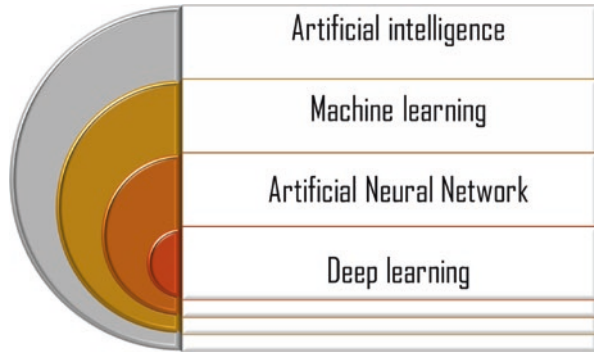 Artificial intelligence
Machine learning
Artificial Neural Network
Deep learning